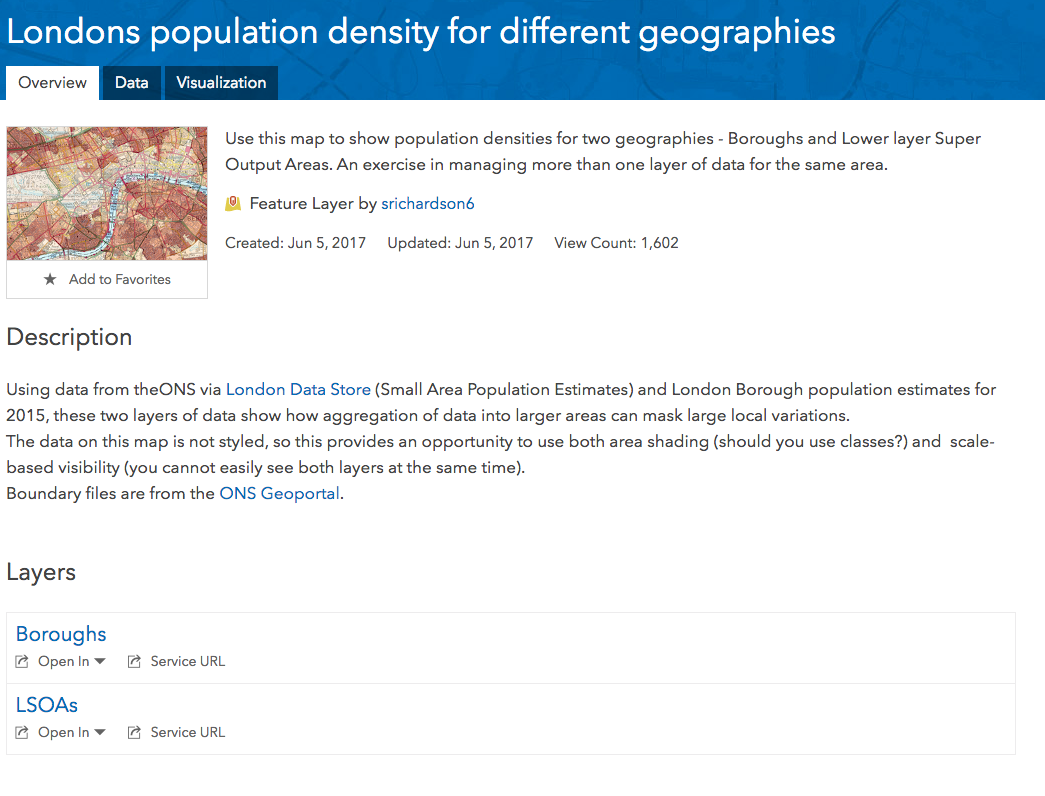 Londons population density for different geographies
Overview
Data
Visualization
Use this map to show population densities for two geographies - Boroughs and Lower layer Super
Output Areas. An exercise in managing more than one layer of data for the same area.
Feature Layer by srichardson6
Created: Jun 5, 2017 Updated: Jun 5, 2017 View Count: 1,602
★ Add to Favorites
Description
Using data from theONS via London Data Store (Small Area Population Estimates) and London Borough population estimates for
2015, these two layers of data show how aggregation of data into larger areas can mask large local variations.
The data on this map is not styled, so this provides an opportunity to use both area shading (should you use classes?) and  scale-
based visibility (you cannot easily see both layers at the same time).
Boundary files are from the ONS Geoportal.
Layers
Boroughs
Open In Service URL
LSOAs
Open In Service URL